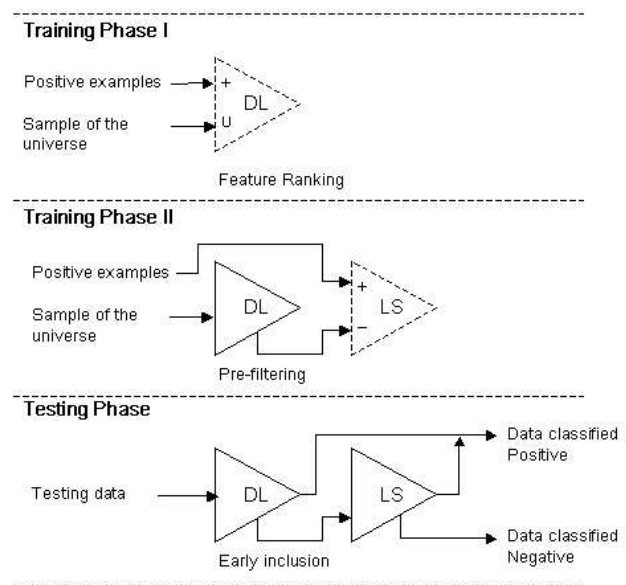 Training Phase I
Positive examples
+
DL
Sample of the
universe
U
Feature Ranking
Training Phase II
Positive examples
+
Sample of the
universe
DL
LS
−
Pre-filtering
Testing Phase
Data classified
Positive
Testing data
DL
LS
Early inclusion
Data classified
Negative